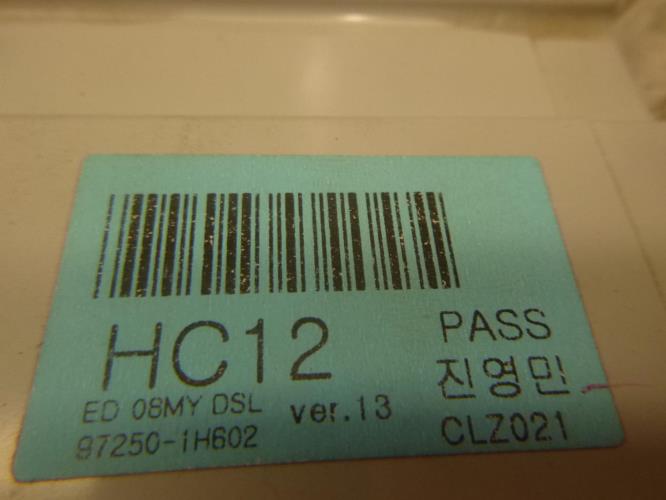 HC12
ED 08MY DSL
ver.13
97250-1H602
PASS
진영민
CLZ021